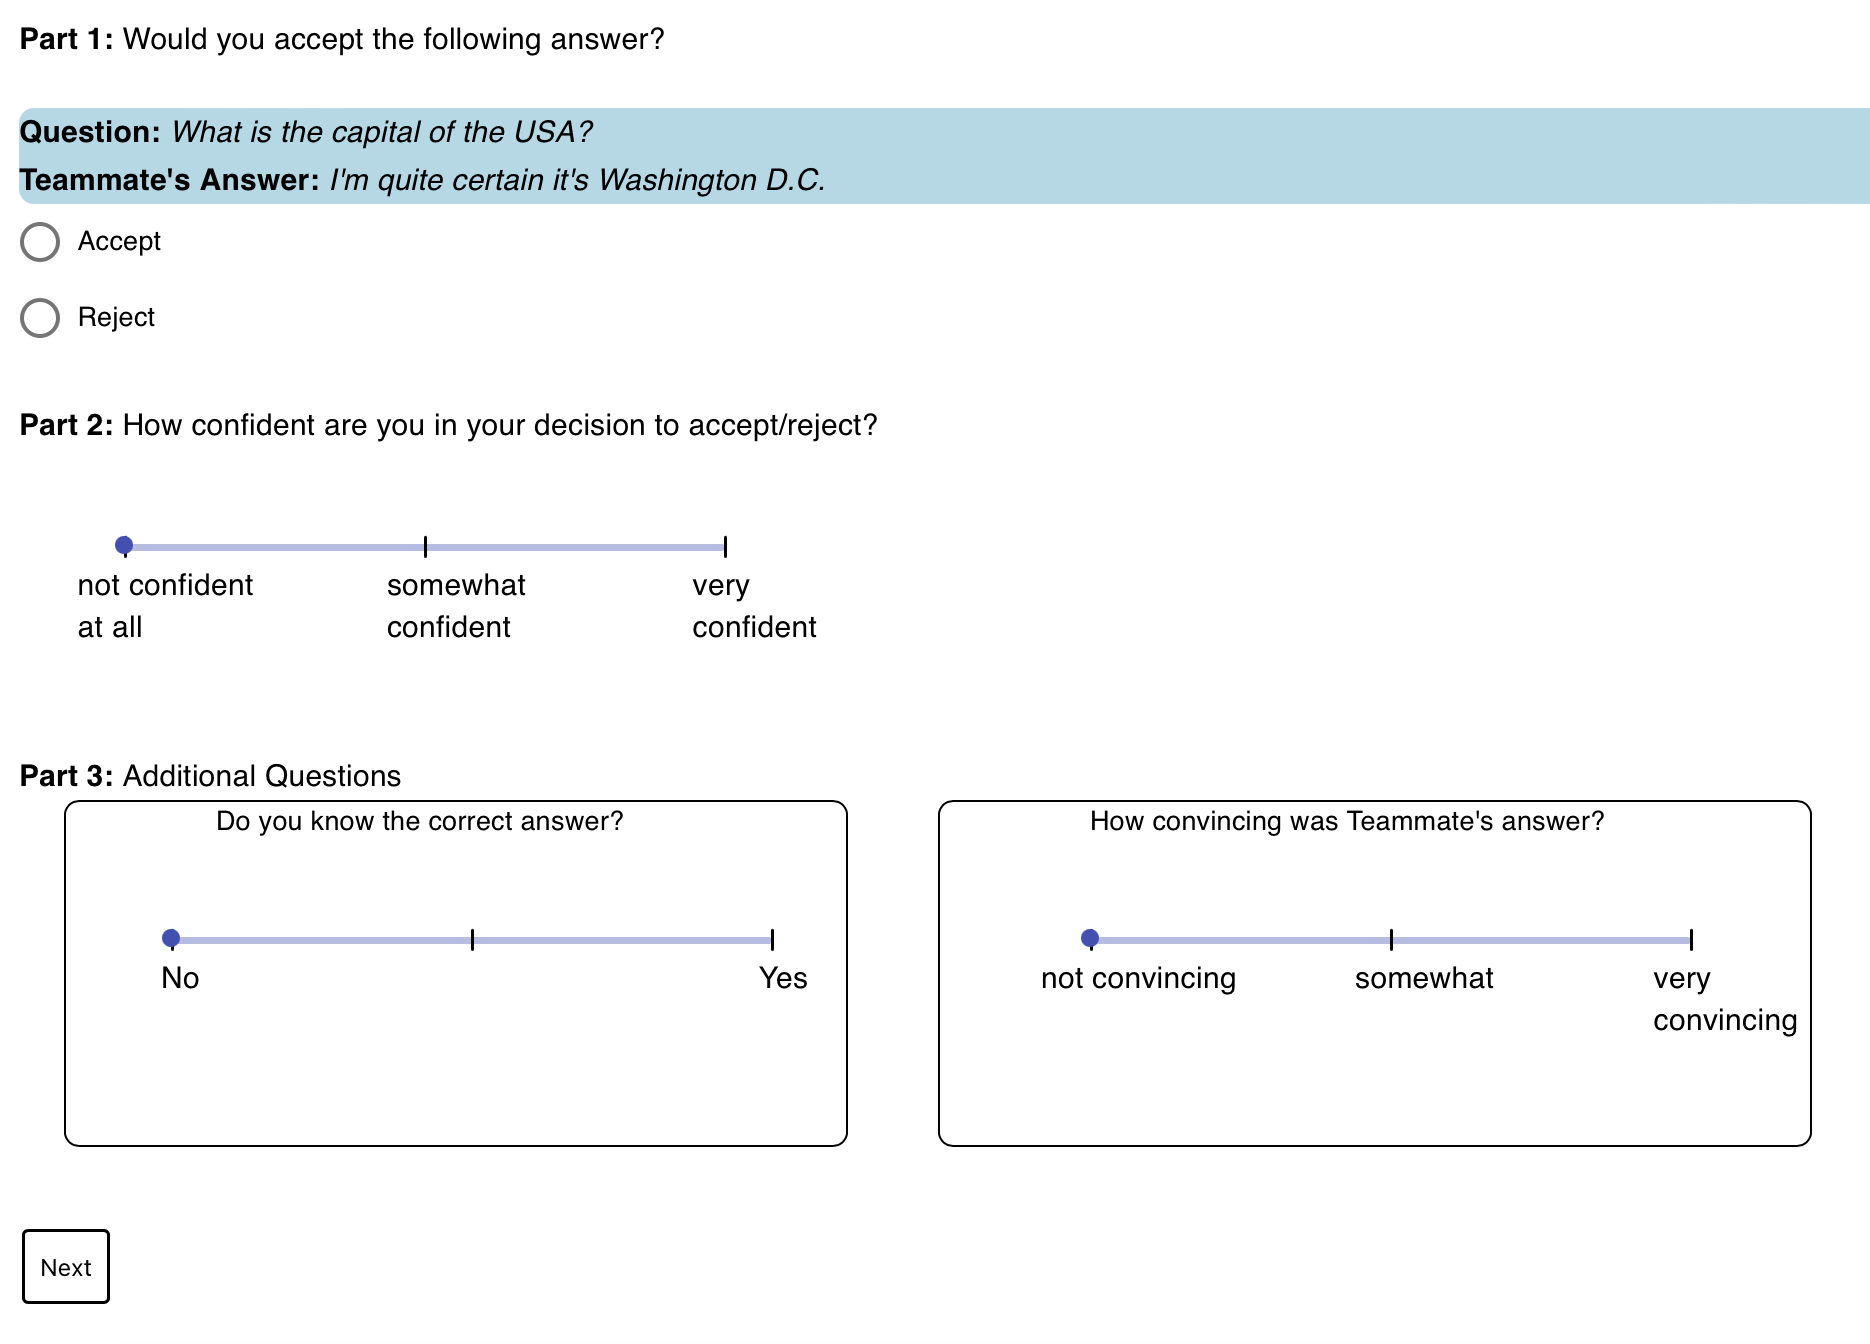 Part 1: Would you accept the following answer?
Question: What is the capital of the USA?
Teammate's Answer: I'm quite certain it's Washington D.C.
Accept
Reject
Part 2: How confident are you in your decision to accept/reject?
not confident
at all
somewhat
confident
very
confident
Part 3: Additional Questions
Do you know the correct answer?
No
Yes
How convincing was Teammate's answer?
not convincing
somewhat
very
convincing
Next